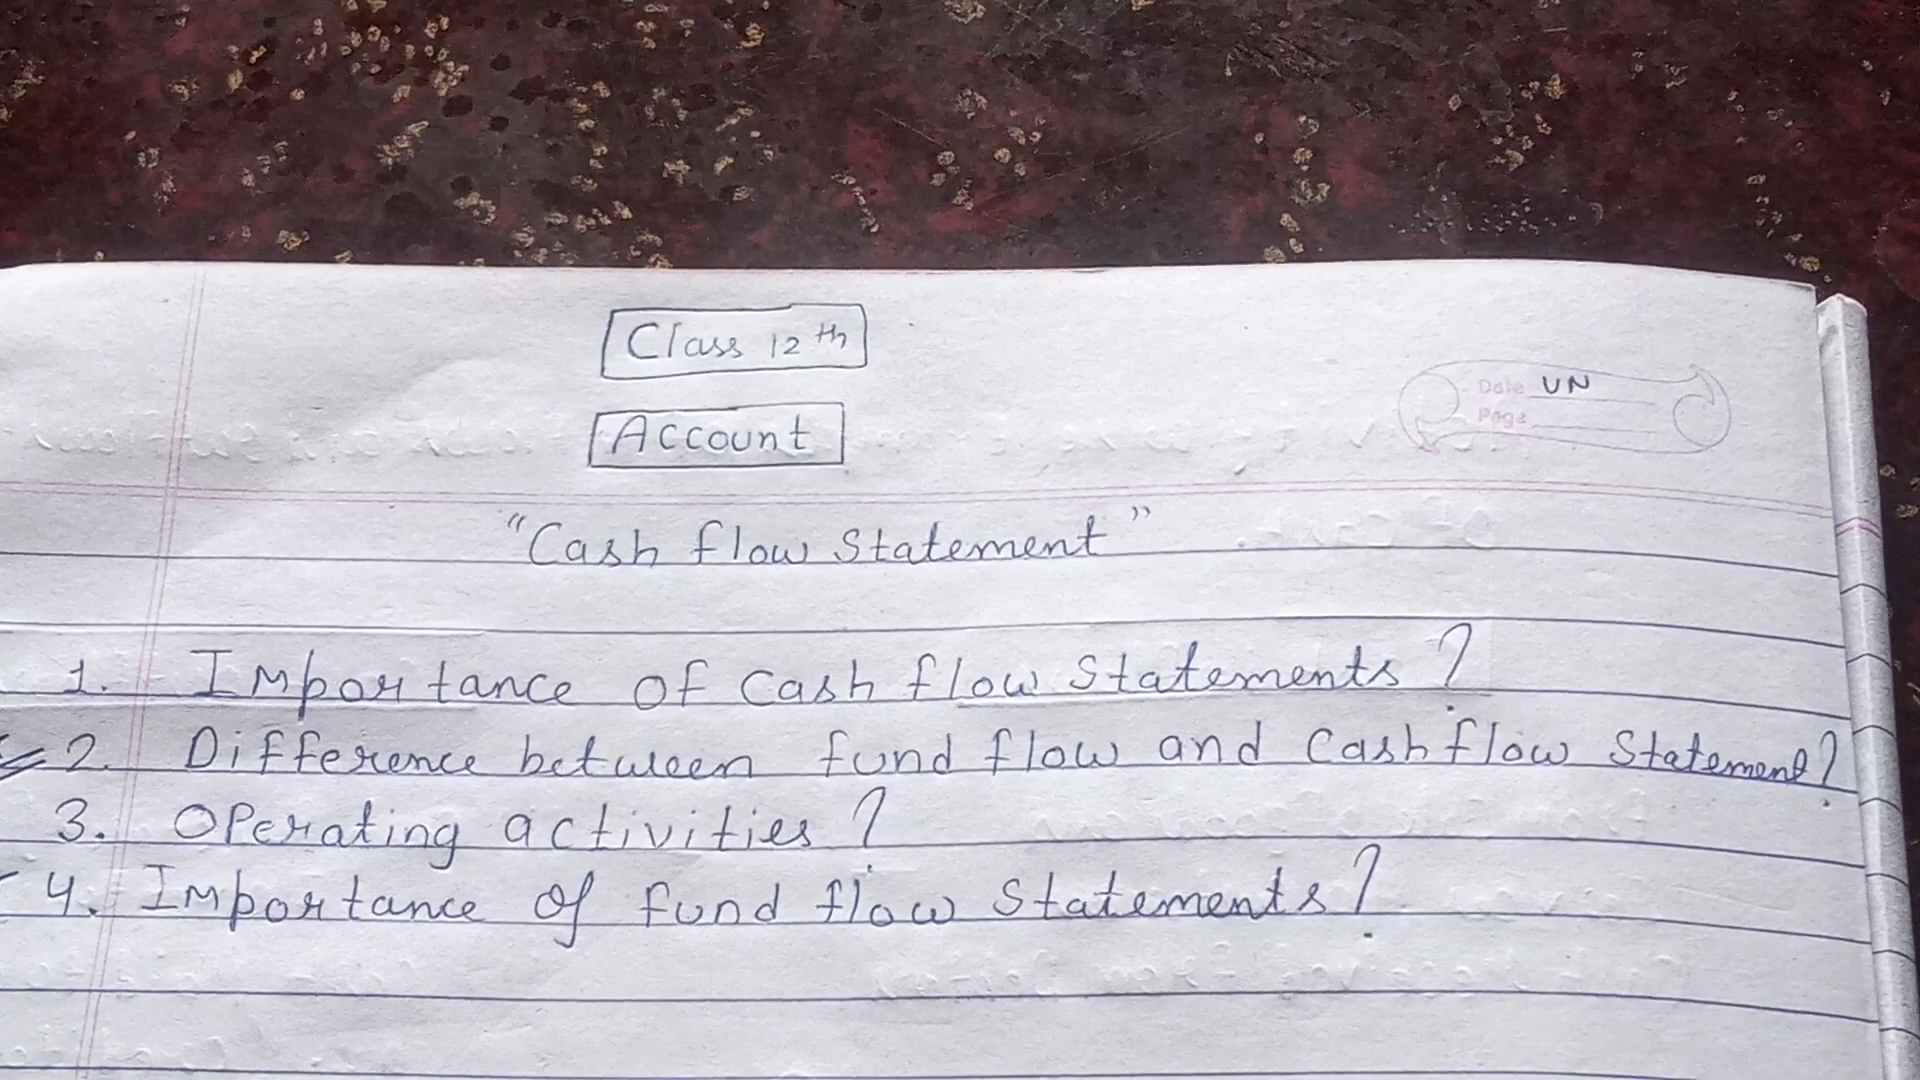 Class 12th
Date UN
Page
Account
"Cash flow Statement"
1. Importance of Cash flow Statements?
2. Difference between fund flow and Cash flow Statement?
3. Operating activities?
4. Importance of fund flow Statements?